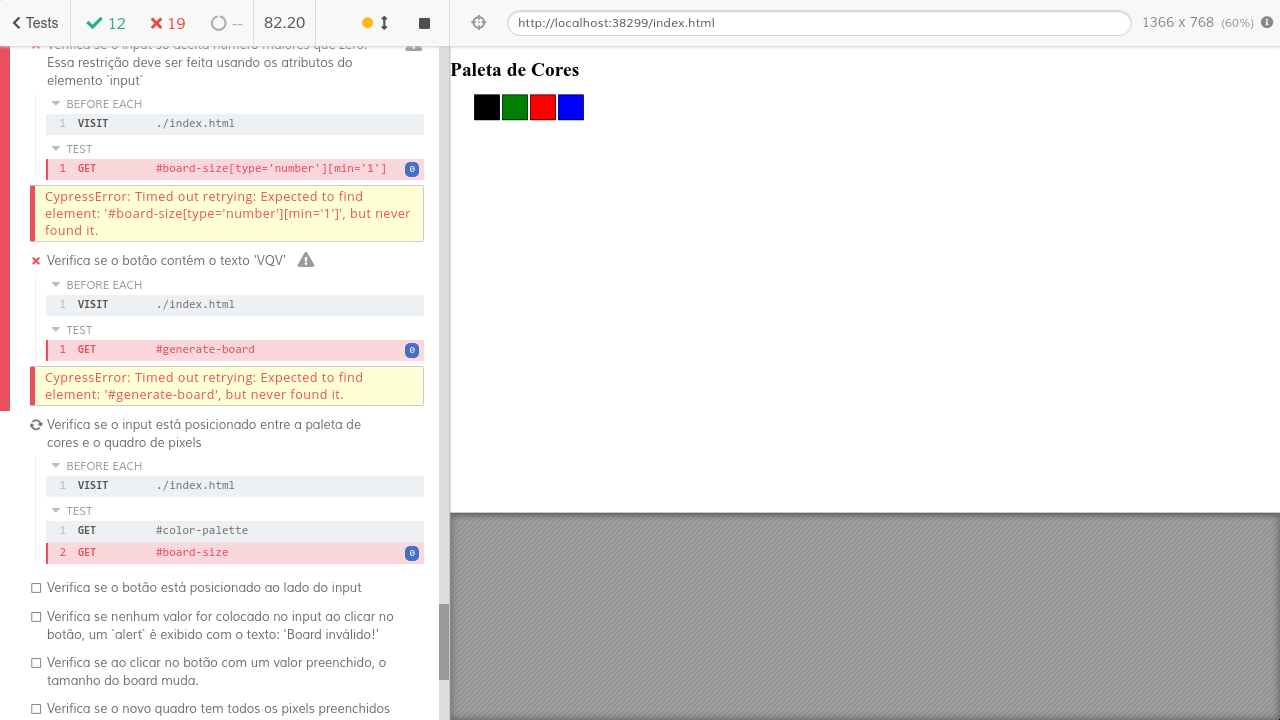 Tests
12
19
--
82.20
http://localhost:38299/index.html
1366 x 768 (60%)
Verifica se o input só aceita número maiores que zero.
Essa restrição deve ser feita usando os atributos do
elemento `input`
BEFORE EACH
1 VISIT ./index.html
TEST
1 GET #board-size[type='number'][min='1'] 0
CypressError: Timed out retrying: Expected to find
element: '#board-size[type='number'][min='1']', but never
found it.
Verifica se o botão contém o texto 'VQV'
BEFORE EACH
1 VISIT ./index.html
TEST
1 GET #generate-board 0
CypressError: Timed out retrying: Expected to find
element: '#generate-board', but never found it.
Verifica se o input está posicionado entre a paleta de
cores e o quadro de pixels
BEFORE EACH
1 VISIT ./index.html
TEST
1 GET #color-palette
2 GET #board-size 0
Verifica se o botão está posicionado ao lado do input
Verifica se nenhum valor for colocado no input ao clicar no
botão, um `alert` é exibido com o texto: 'Board inválido!'
Verifica se ao clicar no botão com um valor preenchido, o
tamanho do board muda.
Verifica se o novo quadro tem todos os pixels preenchidos
Paleta de Cores